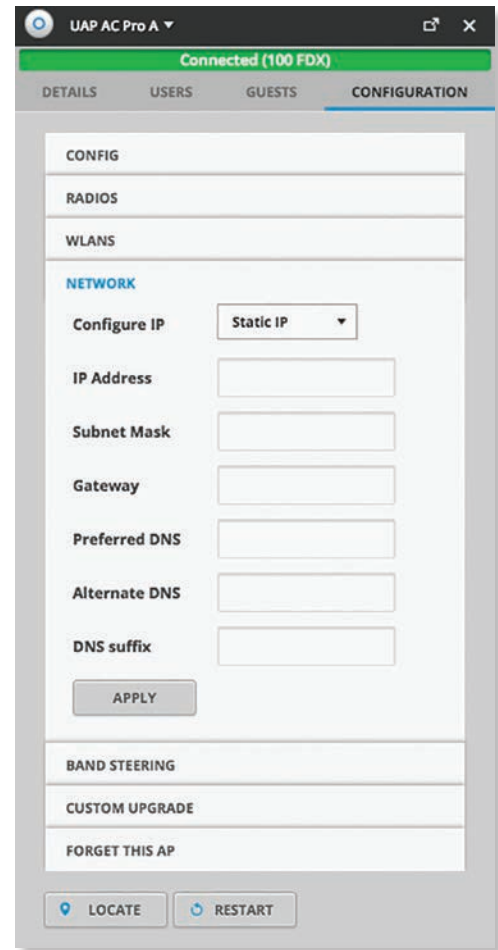 UAP AC Pro A
Connected (100 FDX)
DETAILS USERS GUESTS CONFIGURATION
CONFIG
RADIOS
WLANS
NETWORK
Configure IP Static IP
IP Address
Subnet Mask
Gateway
Preferred DNS
Alternate DNS
DNS suffix
APPLY
BAND STEERING
CUSTOM UPGRADE
FORGET THIS AP
LOCATE RESTART